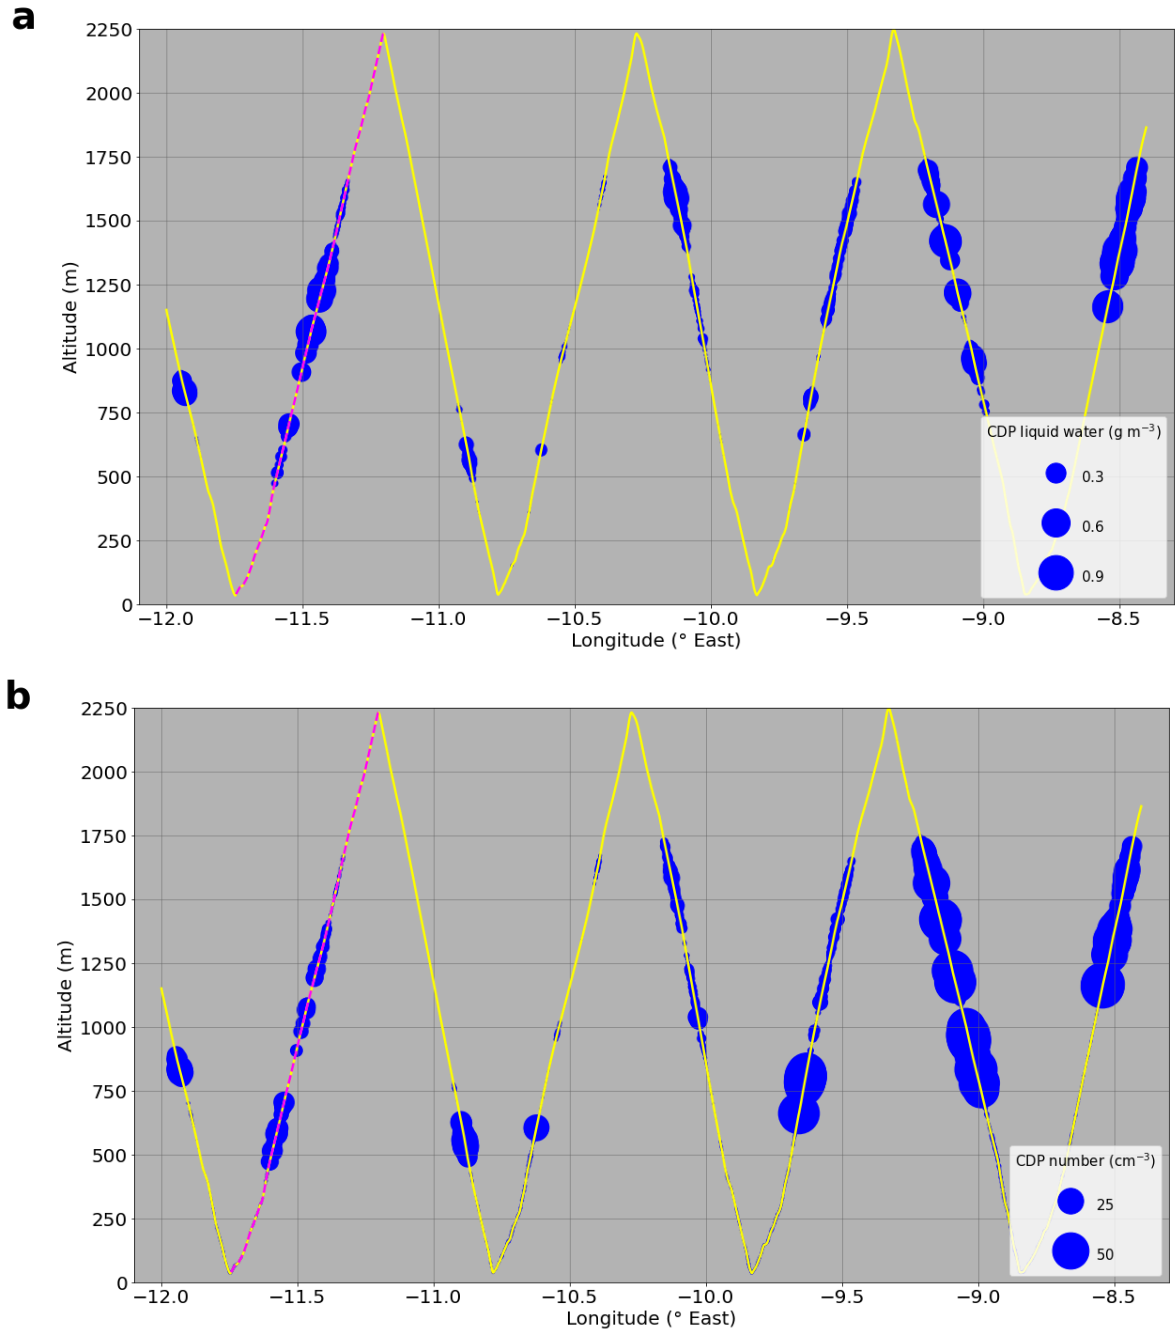 a
2250
2000
1750
1500
1250
1000
750
500
250
0
Altitude (m)
−12.0 −11.5 −11.0 −10.5 −10.0 −9.5 −9.0 −8.5
Longitude (° East)
CDP liquid water (g m⁻³)
0.3
0.6
0.9
b
2250
2000
1750
1500
1250
1000
750
500
250
0
Altitude (m)
−12.0 −11.5 −11.0 −10.5 −10.0 −9.5 −9.0 −8.5
Longitude (° East)
CDP number (cm⁻³)
25
50